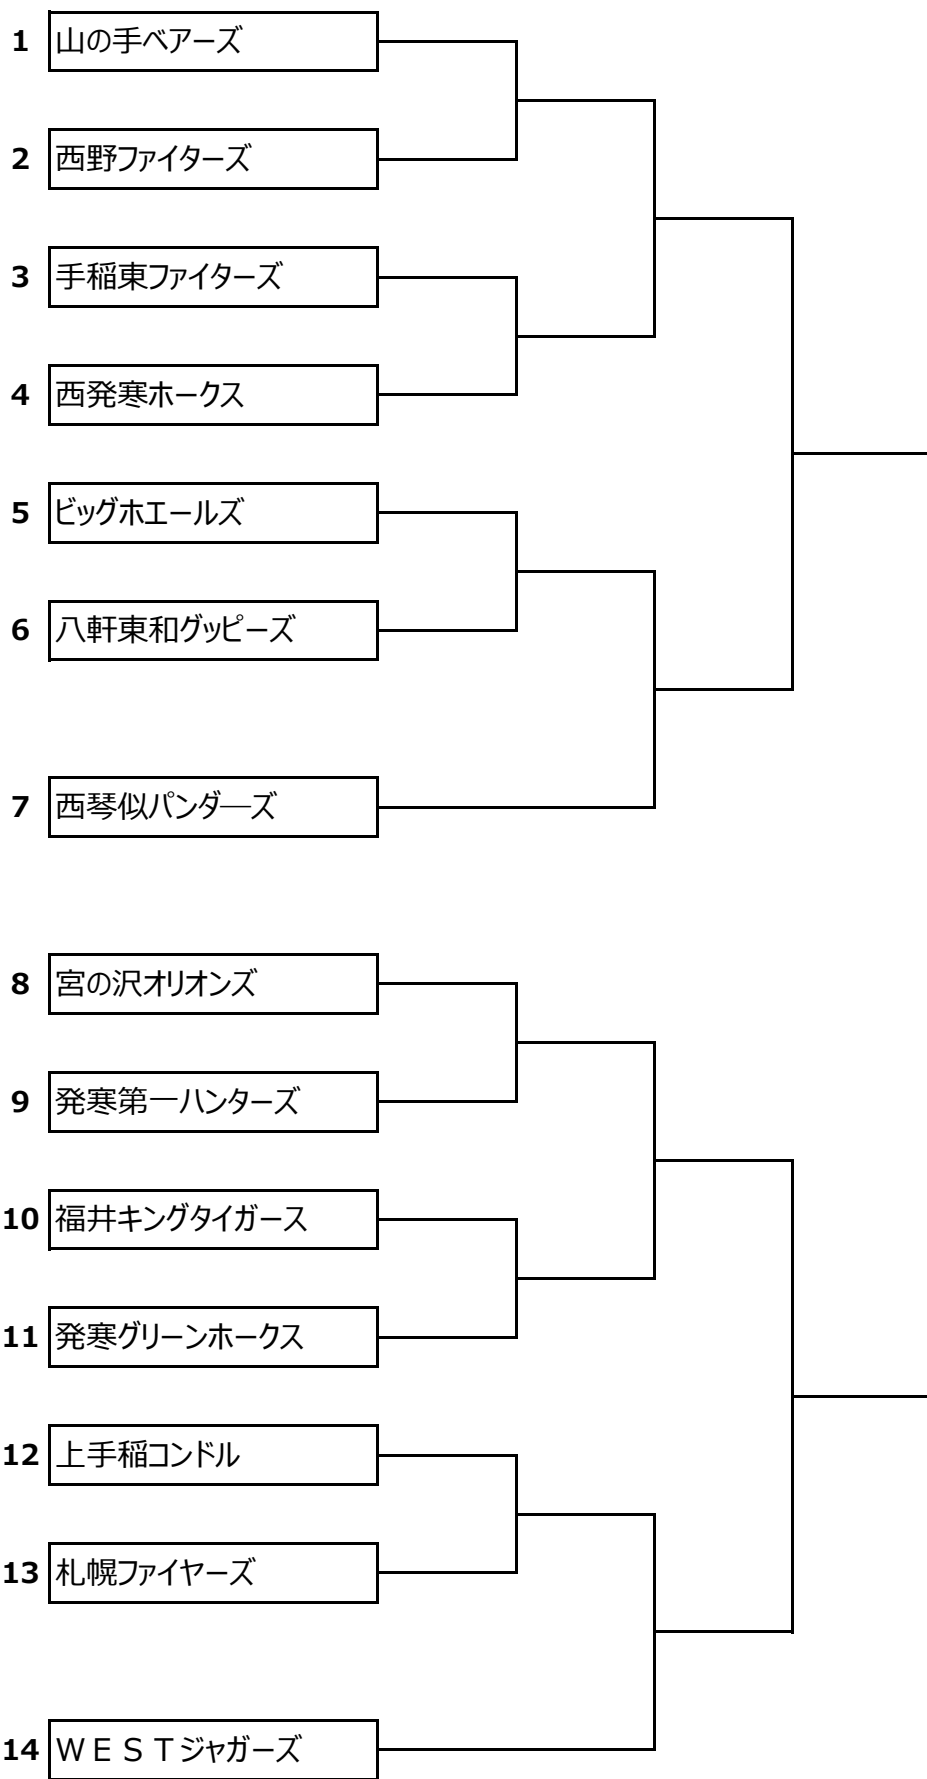 1 山の手ベアーズ
2 西野ファイターズ
3 手稲東ファイターズ
4 西発寒ホークス
5 ビッグホエールズ
6 八軒東和グッピーズ
7 西琴似パンダ―ズ
8 宮の沢オリオンズ
9 発寒第一ハンターズ
10 福井キングタイガース
11 発寒グリーンホークス
12 上手稲コンドル
13 札幌ファイヤーズ
14 ＷＥＳＴジャガーズ